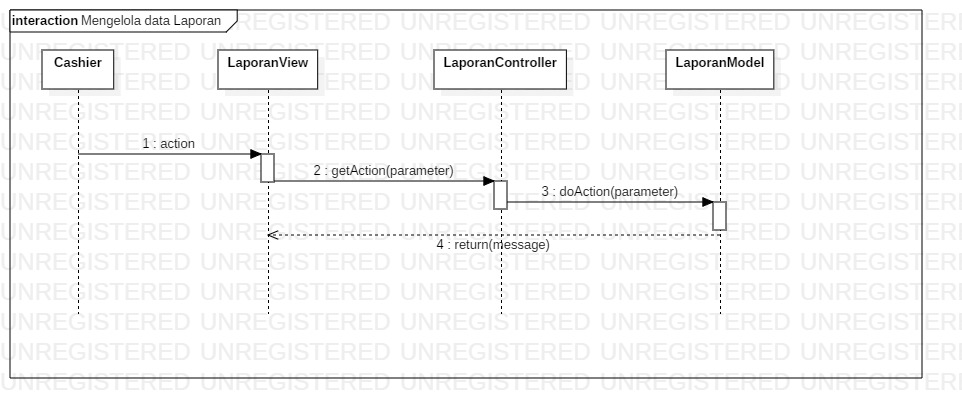 interaction Mengelola data Laporan
Cashier
LaporanView
LaporanController
LaporanModel
1 : action
2 : getAction(parameter)
3 : doAction(parameter)
4 : return(message)
UNREGISTERED UNREGISTERED UNREGISTERED UNREGISTERED UNREGISTERI